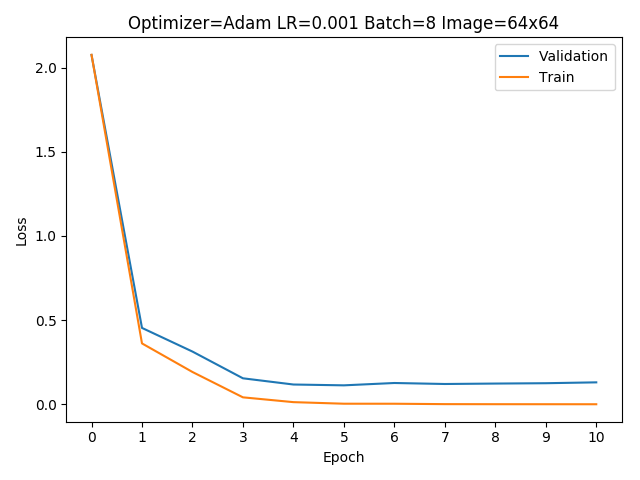 Optimizer=Adam LR=0.001 Batch=8 Image=64x64
Validation
Train
2.0
1.5
1.0
0.5
0.0
Loss
0 1 2 3 4 5 6 7 8 9 10
Epoch